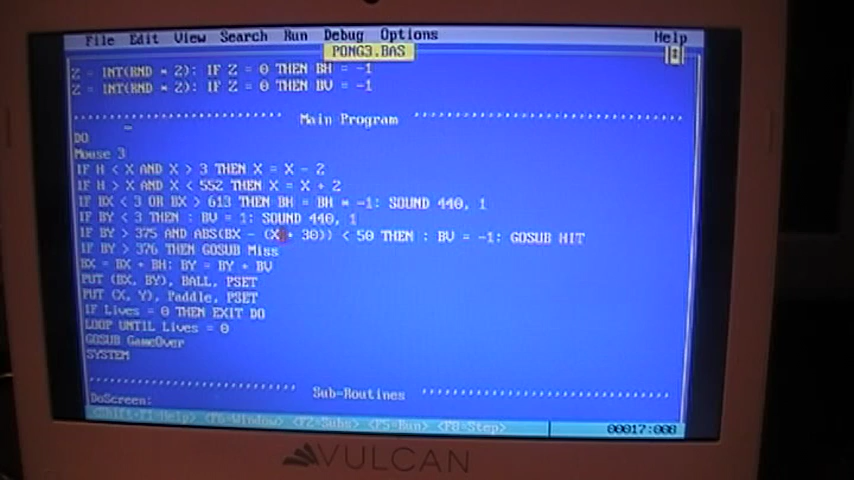 File Edit View Search Run Debug Options Help
PONG3.BAS
Z = INT(RND * 2): IF Z = 0 THEN BH = -1
Z = INT(RND * 2): IF Z = 0 THEN BV = -1
Main Program
DO
Mouse 3
IF H < X AND X > 3 THEN X = X - 2
IF H > X AND X < 552 THEN X = X + 2
IF BX < 3 OR BX > 613 THEN BH = BH * -1: SOUND 440, 1
IF BY < 3 THEN : BV = 1: SOUND 440, 1
IF BY > 375 AND ABS(BX - (X + 30)) < 50 THEN : BV = -1: GOSUB HIT
IF BY > 376 THEN GOSUB Miss
BX = BX + BH: BY = BY + BV
PUT (BX, BY), BALL, PSET
PUT (X, Y), Paddle, PSET
IF Lives = 0 THEN EXIT DO
LOOP UNTIL Lives = 0
GOSUB GameOver
SYSTEM
Sub-Routines
DoScreen:
<Shift+F1=Help> <F6=Window> <F2=Subs> <F5=Run> <F8=Step> 00017:008
VULCAN